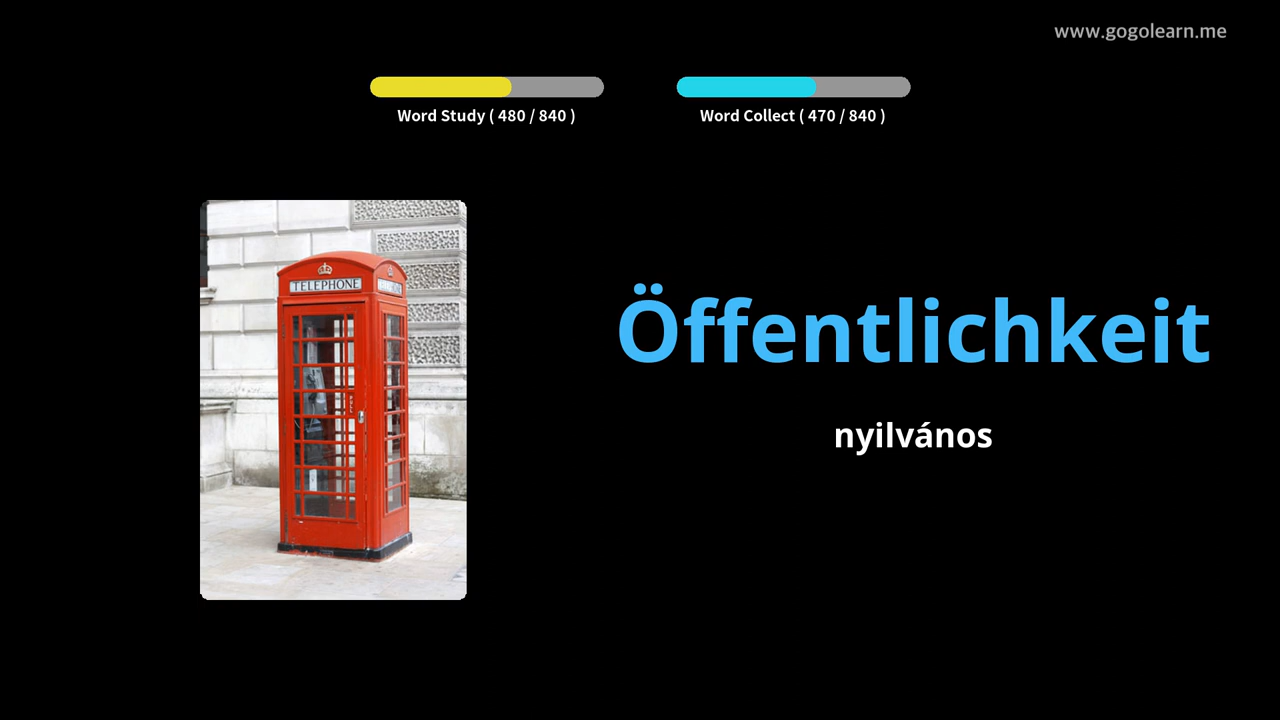 www.gogolearn.me
Word Study ( 480 / 840 )
Word Collect ( 470 / 840 )
TELEPHONE
Öffentlichkeit
nyilvános